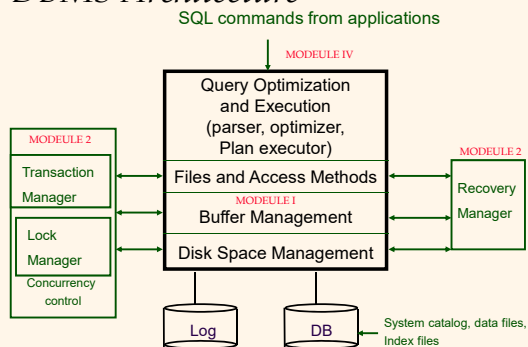 DBMS Architecture
SQL commands from applications
MODEULE IV
Query Optimization
and Execution
(parser, optimizer,
Plan executor)
MODEULE 2
Transaction
Manager
Lock
Manager
Concurrency
control
Files and Access Methods
MODEULE I
Buffer Management
Disk Space Management
MODEULE 2
Recovery
Manager
Log
DB
System catalog, data files,
Index files